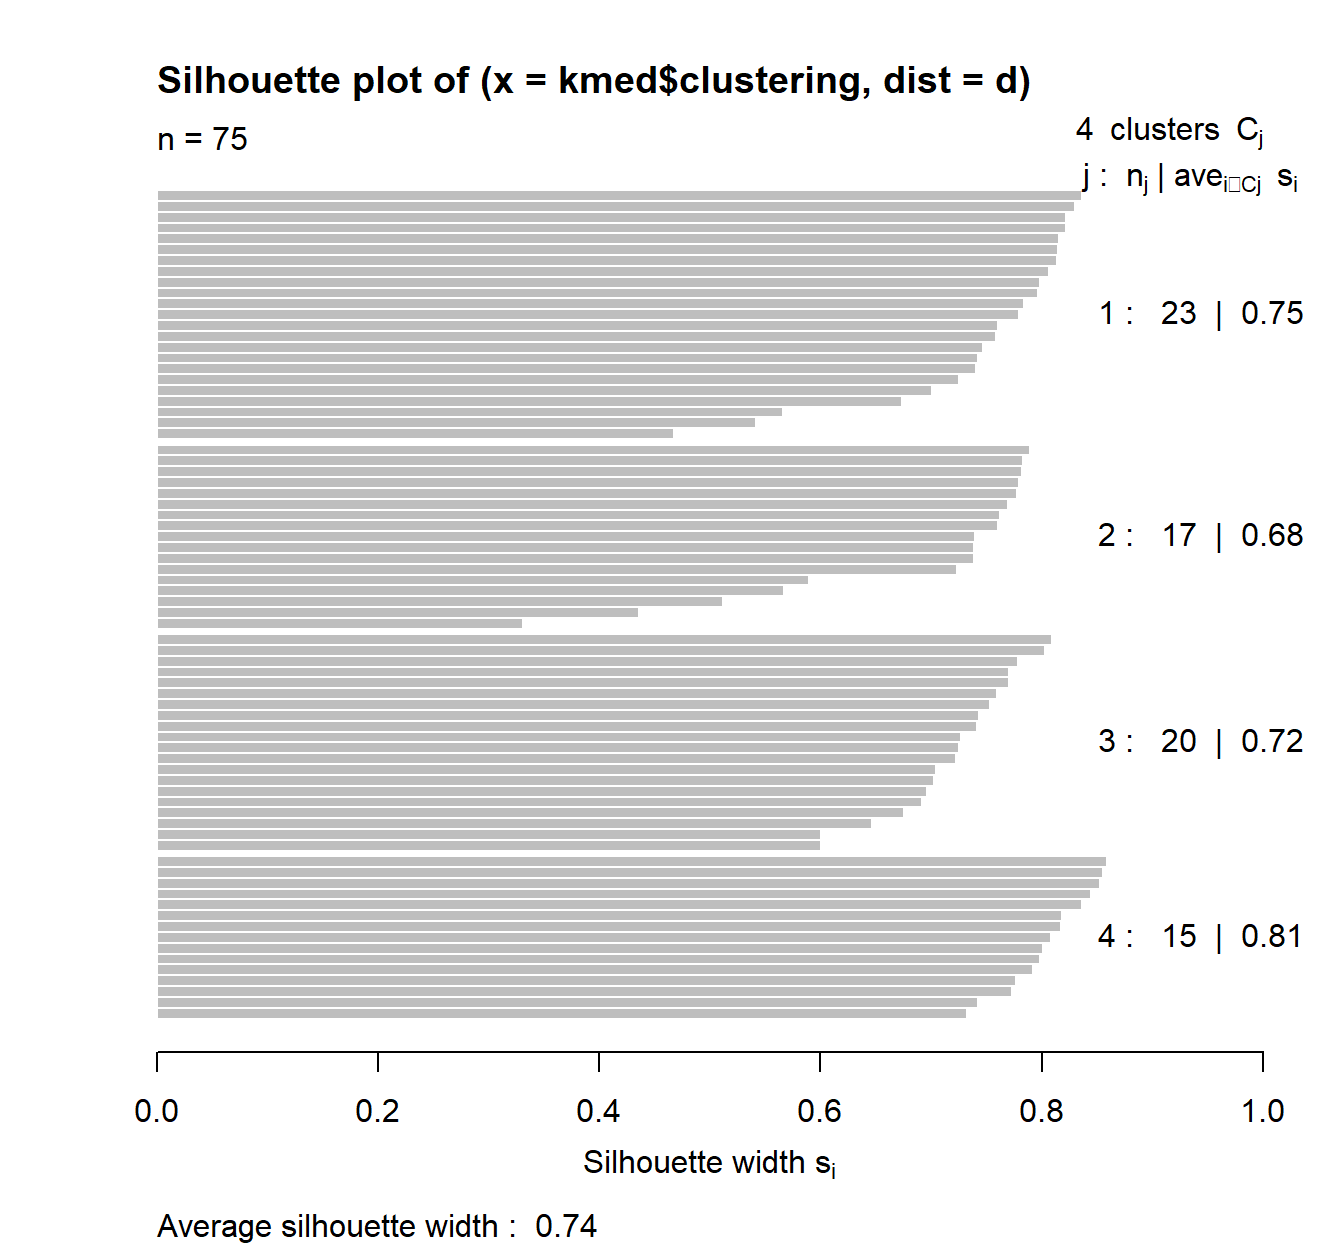 Silhouette plot of (x = kmed$clustering, dist = d)
n = 75
4 clusters Cj
j : nj | avei□Cj si
1 : 23 | 0.75
2 : 17 | 0.68
3 : 20 | 0.72
4 : 15 | 0.81
0.0 0.2 0.4 0.6 0.8 1.0
Silhouette width si
Average silhouette width : 0.74